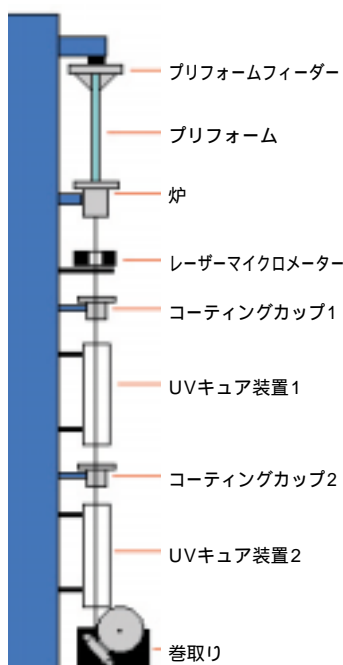 プリフォームフィーダー
プリフォーム
炉
レーザーマイクロメーター
コーティングカップ1
UVキュア装置1
コーティングカップ2
UVキュア装置2
巻取り